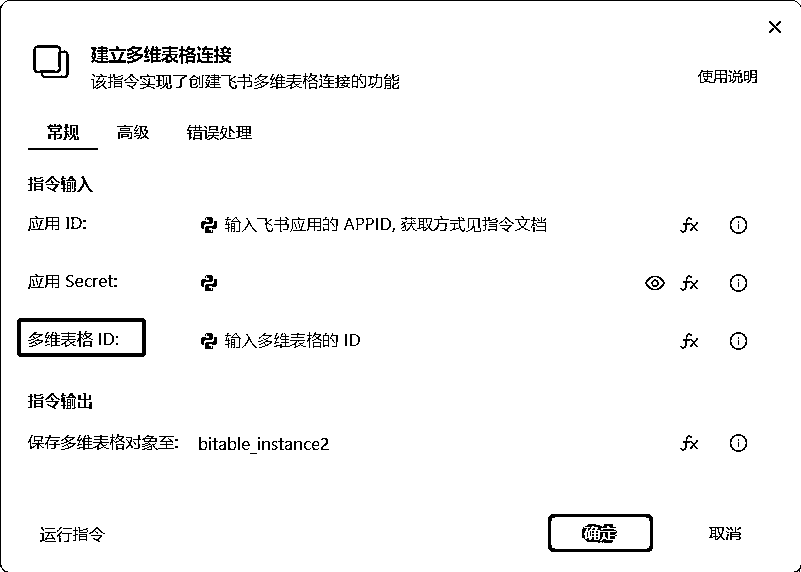 建立多维表格连接
该指令实现了创建飞书多维表格连接的功能
使用说明
常规 高级 错误处理
指令输入
应用 ID: 输入飞书应用的 APPID, 获取方式见指令文档 fx
应用 Secret: fx
多维表格 ID: 输入多维表格的 ID fx
指令输出
保存多维表格对象至: bitable_instance2 fx
运行指令 确定 取消